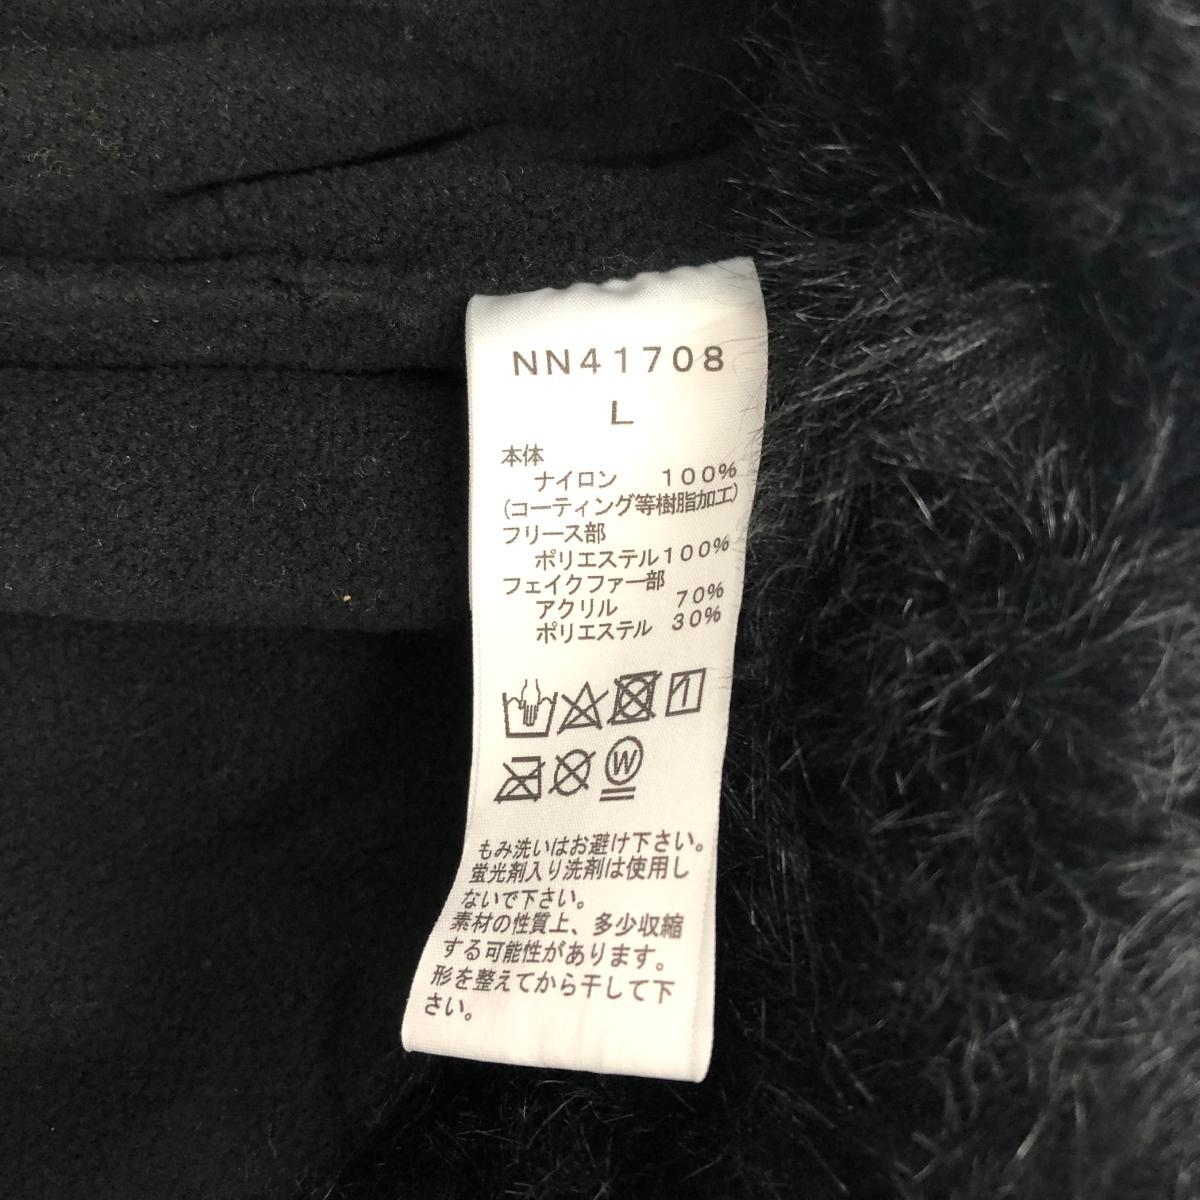 NN41708
L
本体
ナイロン 100%
(コーティング等樹脂加工)
フリース部
ポリエステル100%
フェイクファー部
アクリル 70%
ポリエステル 30%
W
もみ洗いはお避け下さい。
蛍光剤入り洗剤は使用し
ないで下さい。
素材の性質上、多少収縮
する可能性があります。
形を整えてから干して下
さい。